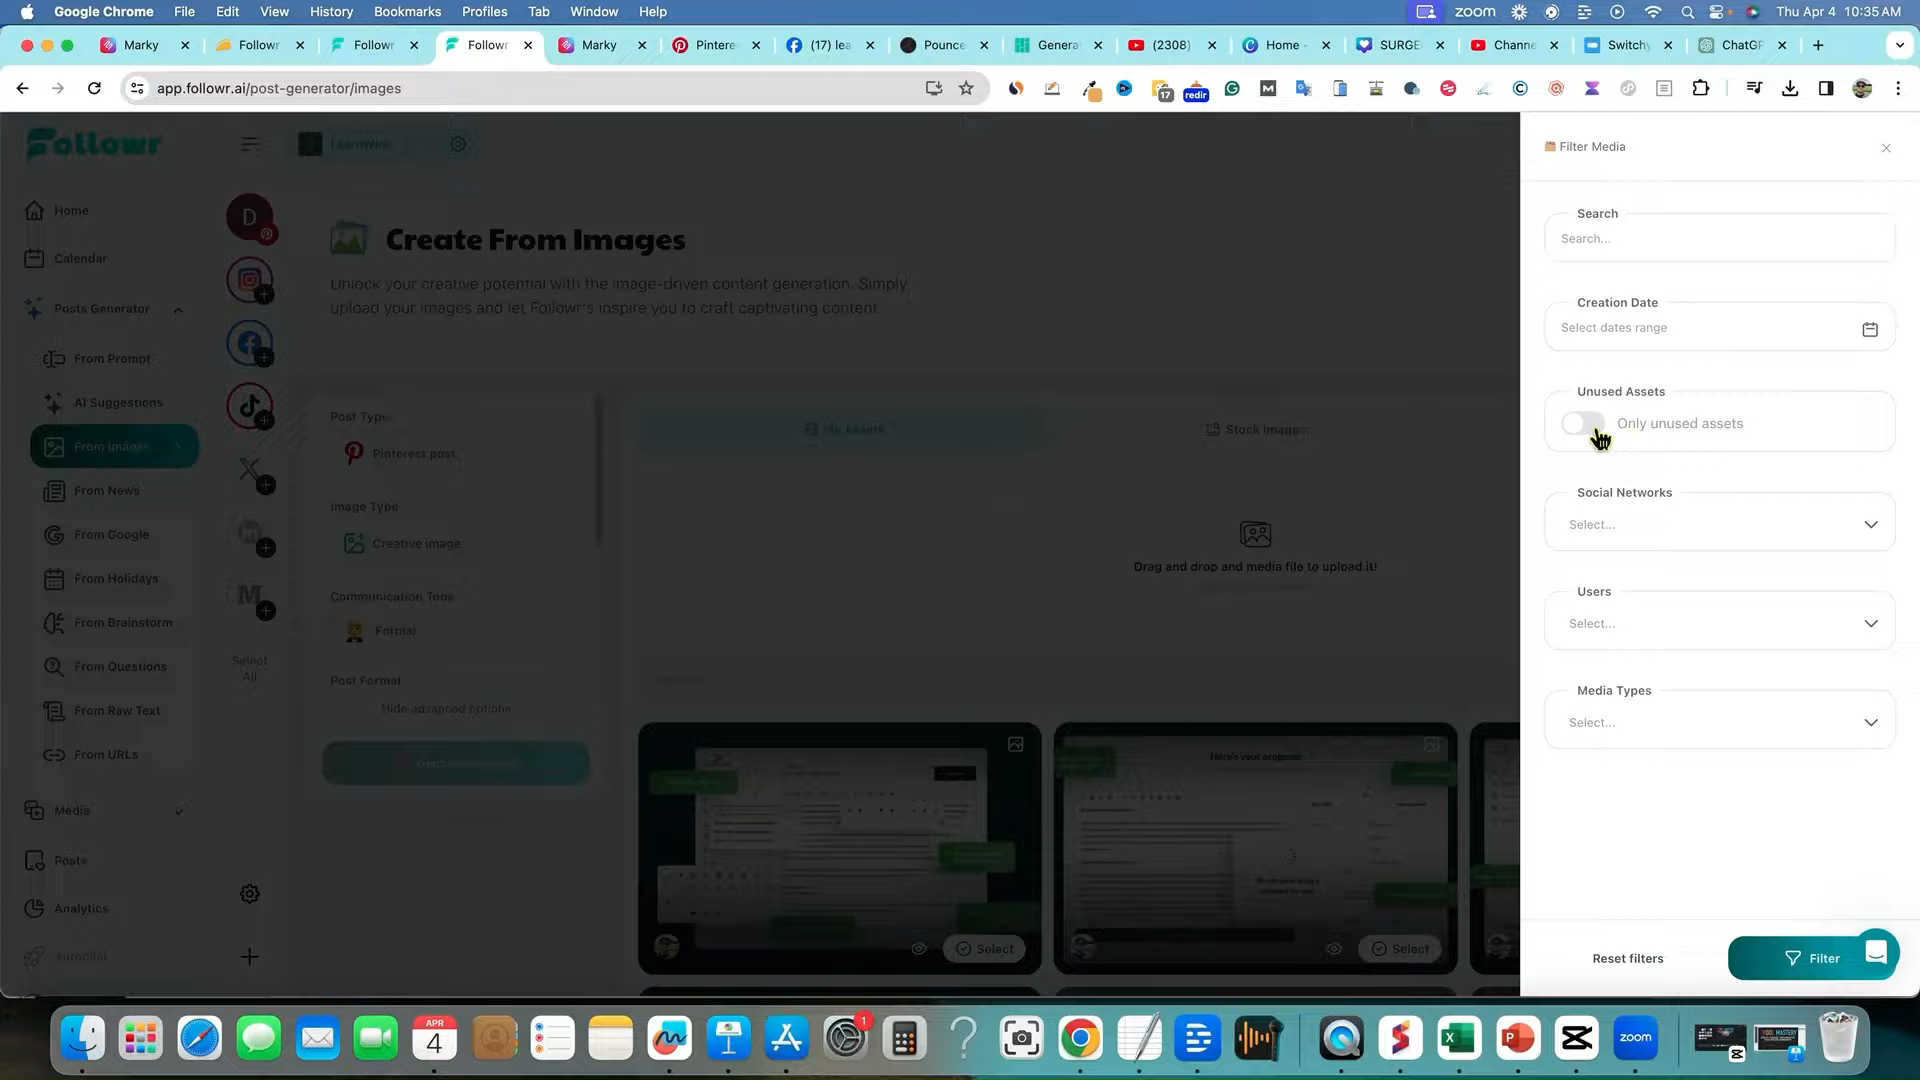 Google Chrome File Edit View History Bookmarks Profiles Tab Window Help zoom Thu Apr 4 10:35 AM
Marky Followr Followr Followr Marky Pintere (17) lea Pounce Genera (2308) Home - SURGE Channe Switchy ChatGP
app.followr.ai/post-generator/images 17 redir
Followr
LearnWire
Filter Media
Home
Calendar
Posts Generator
From Prompt
AI Suggestions
From Images
From News
From Google
From Holidays
From Brainstorm
From Questions
From Raw Text
From URLs
Media
Posts
Analytics
Autopilot
D
Select
All
Create From Images
Unlock your creative potential with the image-driven content generation. Simply
upload your images and let Followr's inspire you to craft captivating content.
Post Type
Pinterest post
Image Type
Creative image
Communication Tone
Formal
Post Format
Hide advanced options
My Assets
Stock Images
Drag and drop and media file to upload it!
Here's your proposal
Select
Select
Search
Search...
Creation Date
Select dates range
Unused Assets
Only unused assets
Social Networks
Select...
Users
Select...
Media Types
Select...
Reset filters
Filter
APR
4
1
zoom